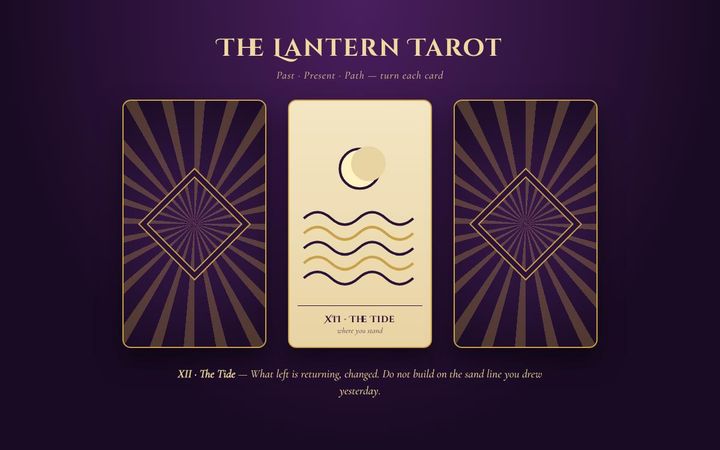 The Lantern Tarot
Past · Present · Path — turn each card
XII · The Tide
where you stand
XII · The Tide — What left is returning, changed. Do not build on the sand line you drew
yesterday.